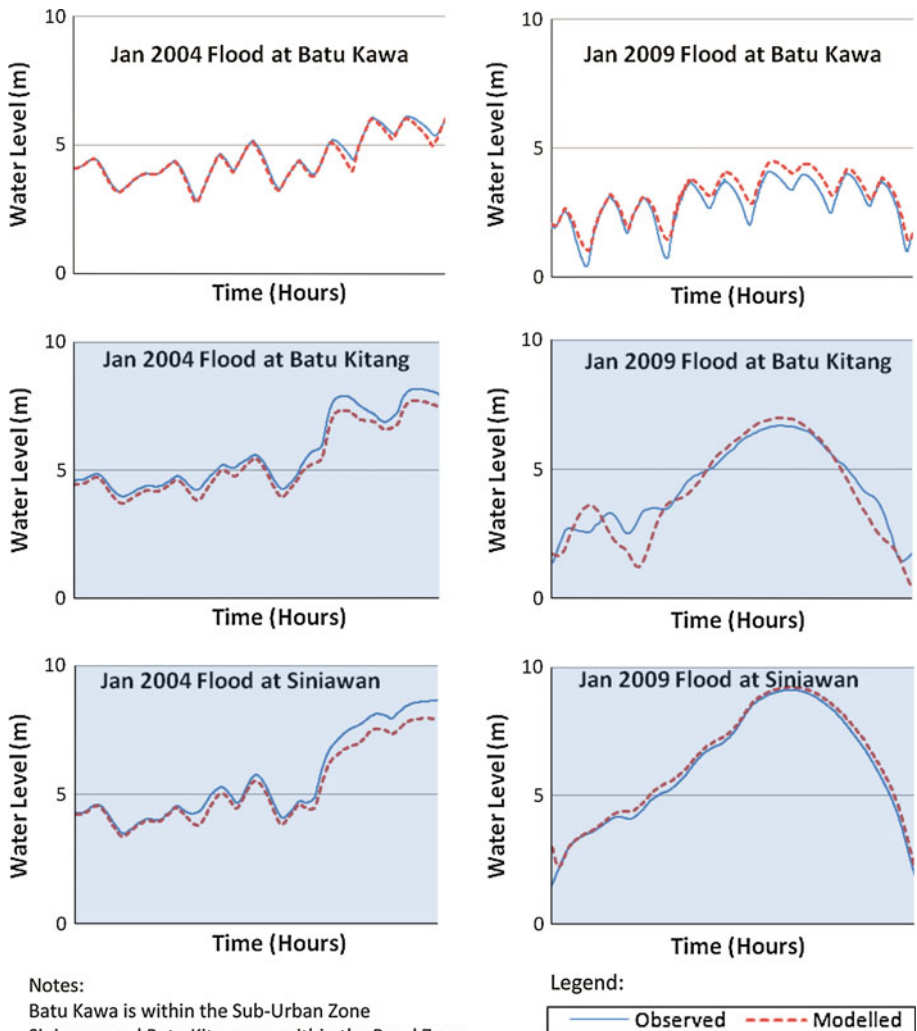 10
Jan 2004 Flood at Batu Kawa
Water Level (m)
5
0
Time (Hours)
10
Jan 2009 Flood at Batu Kawa
Water Level (m)
5
0
Time (Hours)
10
Jan 2004 Flood at Batu Kitang
Water Level (m)
5
0
Time (Hours)
10
Jan 2009 Flood at Batu Kitang
Water Level (m)
5
0
Time (Hours)
10
Jan 2004 Flood at Siniawan
Water Level (m)
5
0
Time (Hours)
10
Jan 2009 Flood at Siniawan
Water Level (m)
5
0
Time (Hours)
Notes:
Batu Kawa is within the Sub-Urban Zone
Legend:
Observed
Modelled